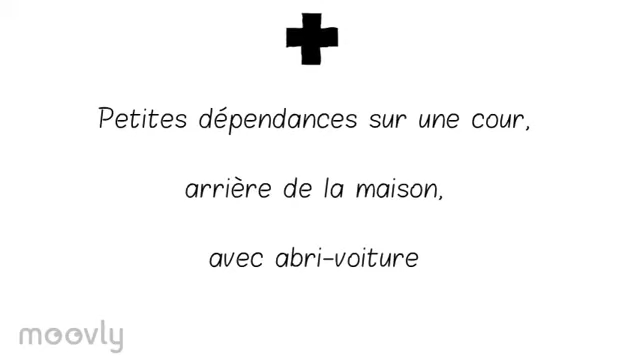 Petites dépendances sur une cour,
arrière de la maison,
avec abri-voiture
moovly